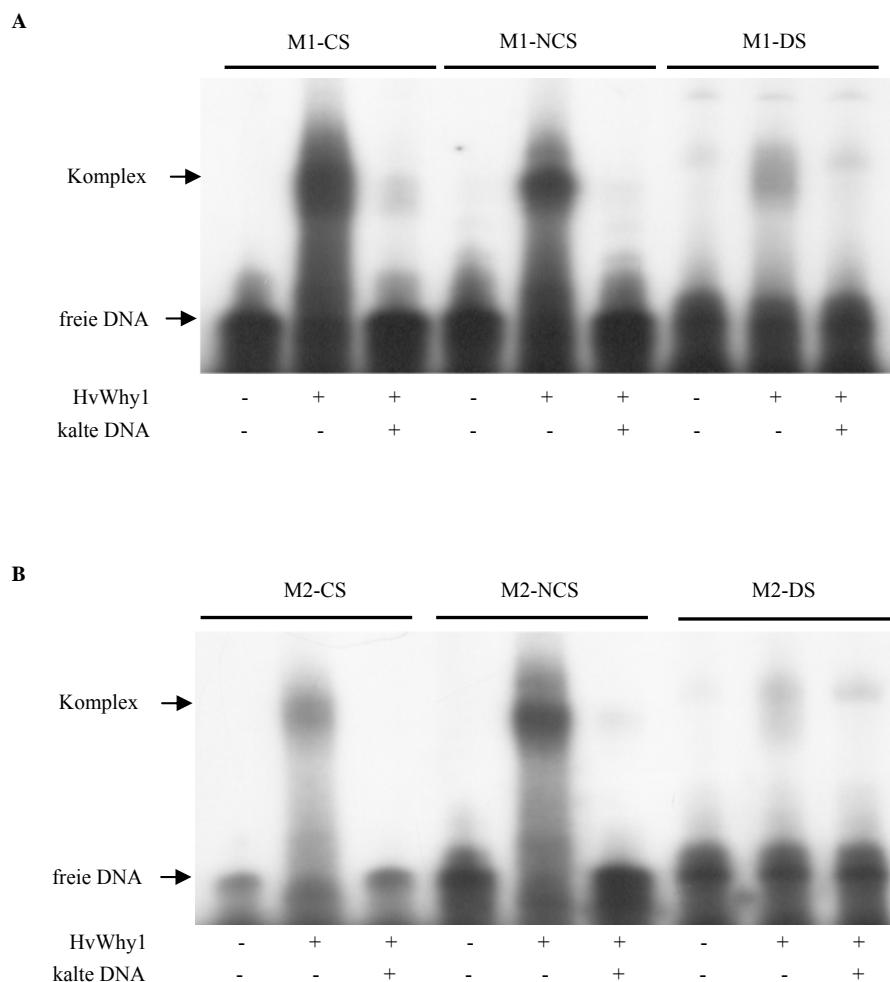 A
M1-CS M1-NCS M1-DS
Komplex
freie DNA
HvWhy1 - + + - + + - + +
kalte DNA - - + - - + - - +
B
M2-CS M2-NCS M2-DS
Komplex
freie DNA
HvWhy1 - + + - + + - + +
kalte DNA - - + - - + - - +